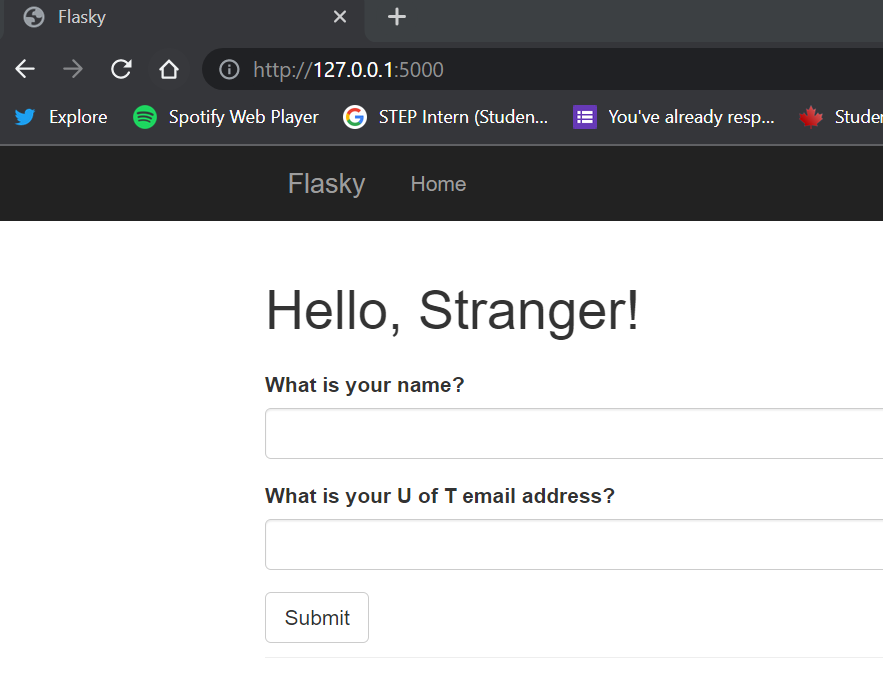 Flasky
http://127.0.0.1:5000
Explore Spotify Web Player STEP Intern (Studen... You've already resp...
Flasky Home
Hello, Stranger!
What is your name?
What is your U of T email address?
Submit